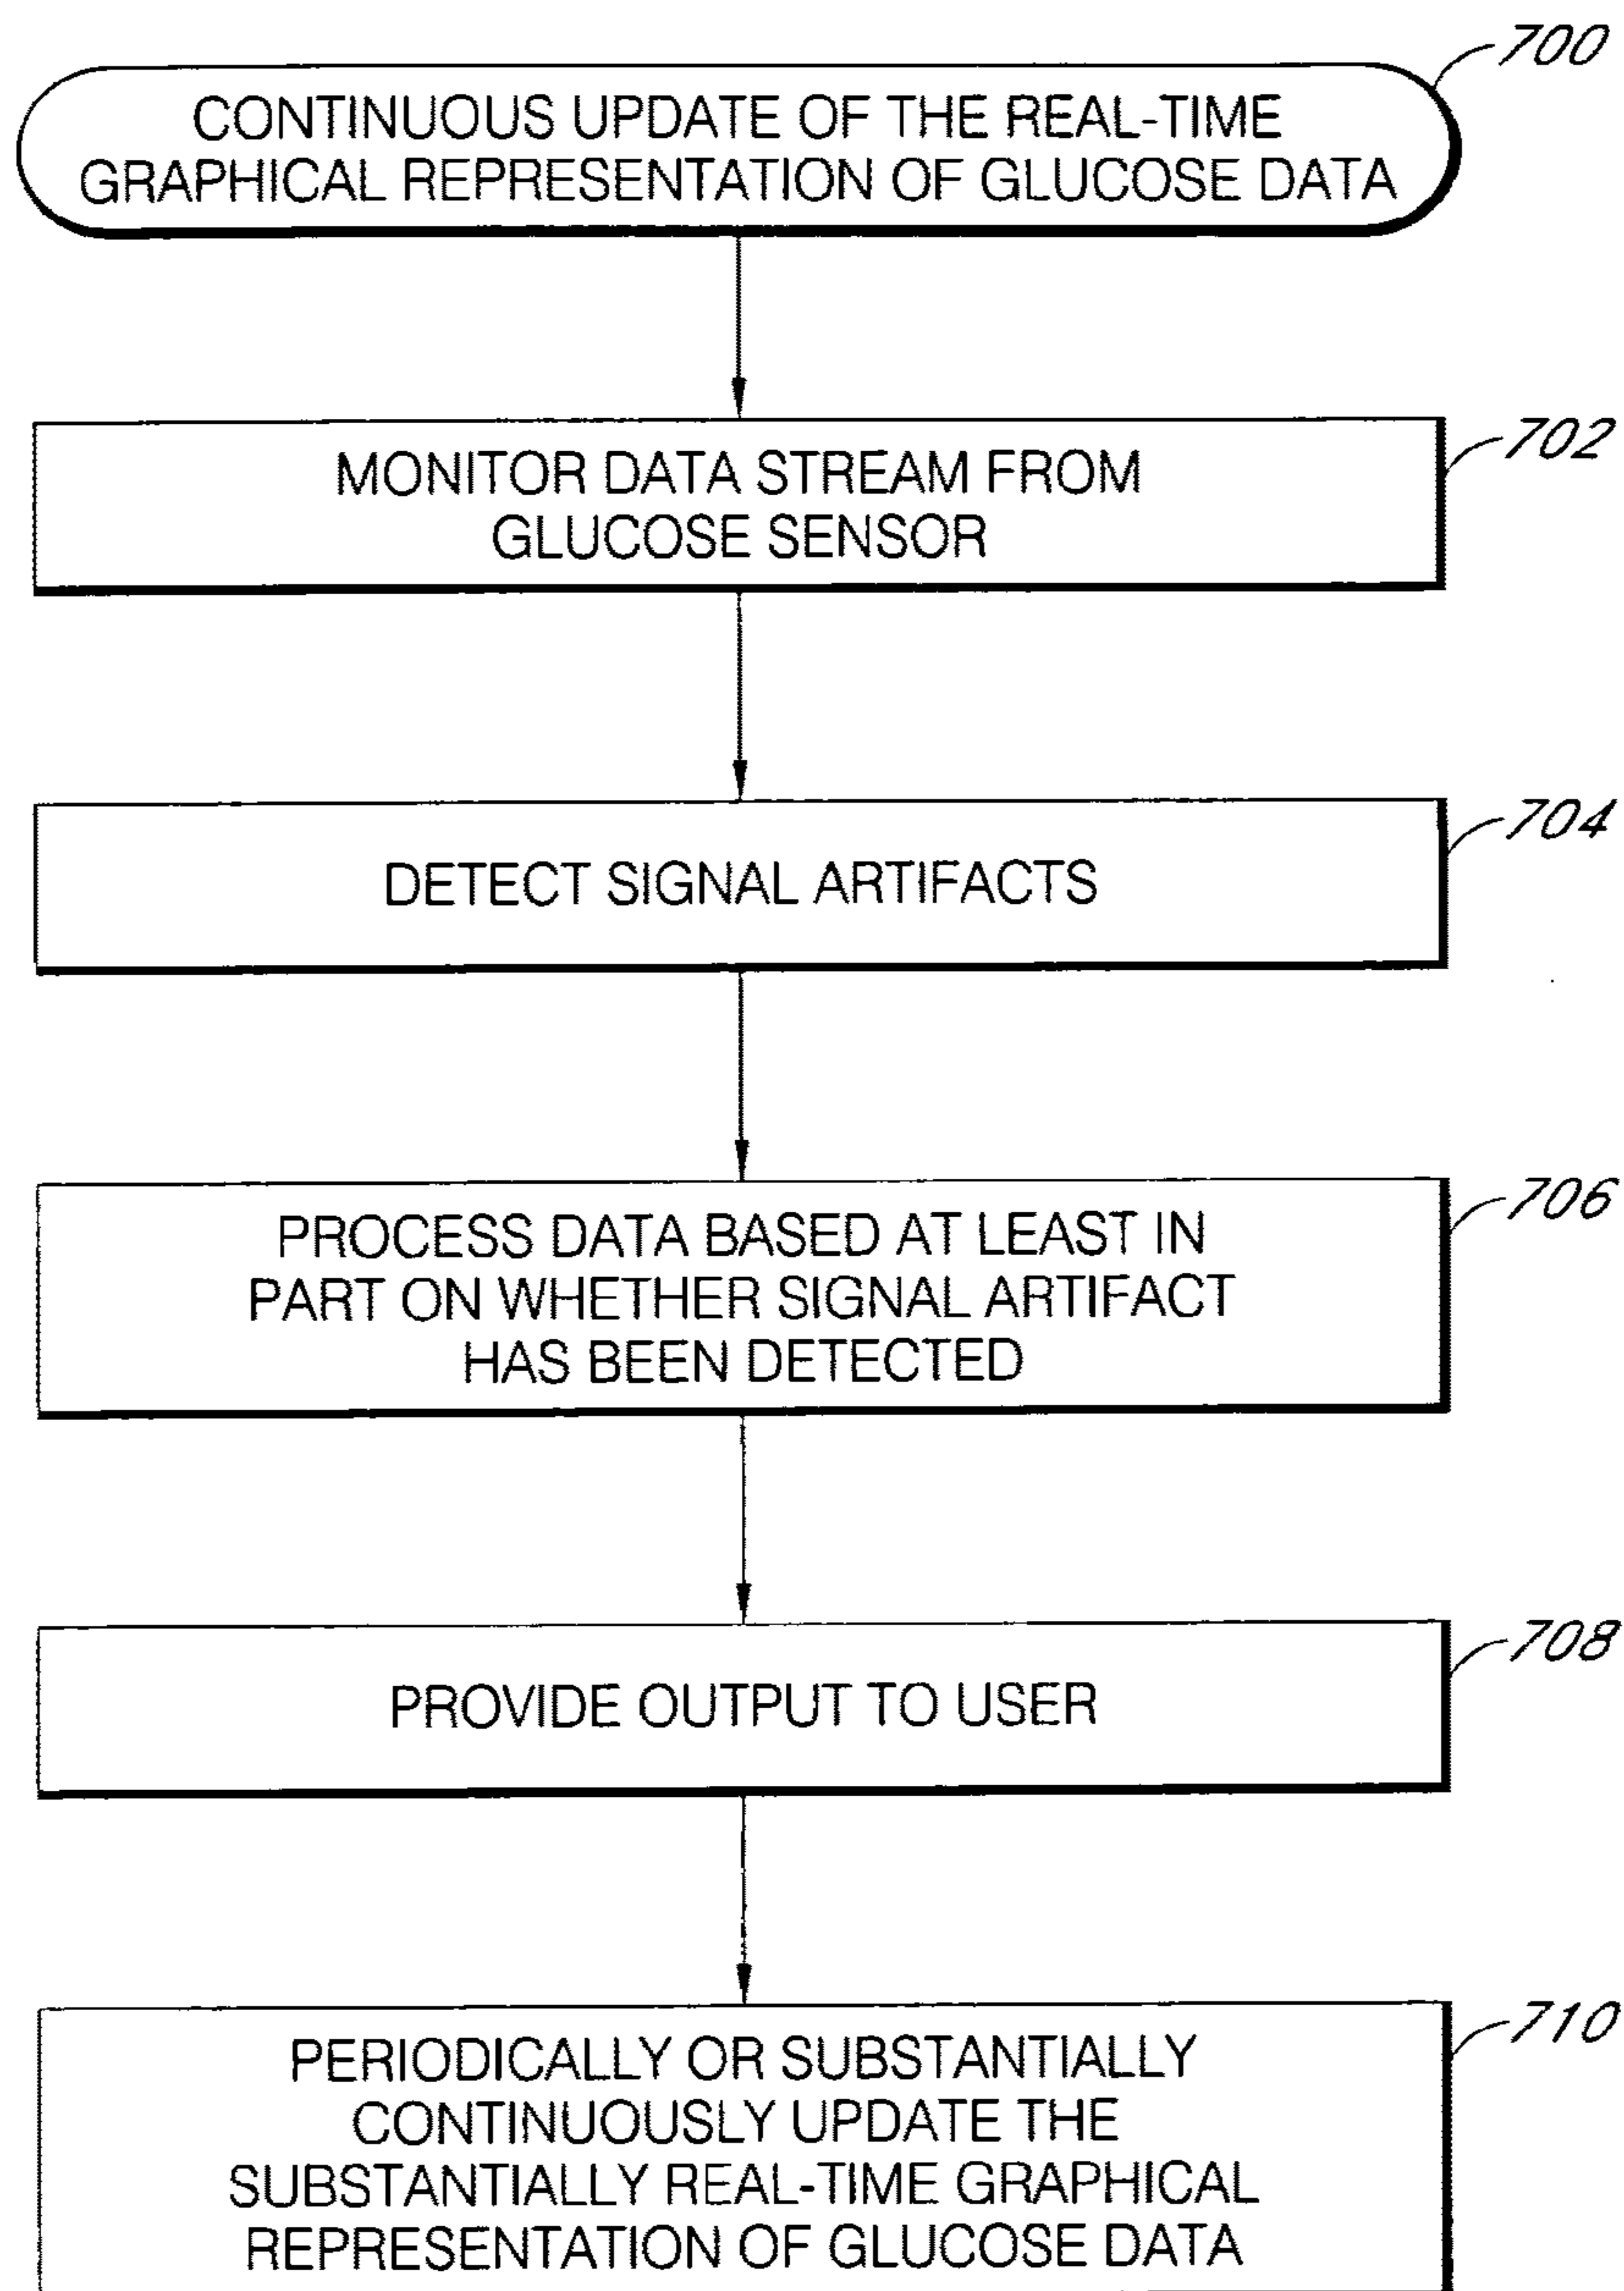 700
CONTINUOUS UPDATE OF THE REAL-TIME
GRAPHICAL REPRESENTATION OF GLUCOSE DATA
702
MONITOR DATA STREAM FROM
GLUCOSE SENSOR
704
DETECT SIGNAL ARTIFACTS
706
PROCESS DATA BASED AT LEAST IN
PART ON WHETHER SIGNAL ARTIFACT
HAS BEEN DETECTED
708
PROVIDE OUTPUT TO USER
710
PERIODICALLY OR SUBSTANTIALLY
CONTINUOUSLY UPDATE THE
SUBSTANTIALLY REAL-TIME GRAPHICAL
REPRESENTATION OF GLUCOSE DATA